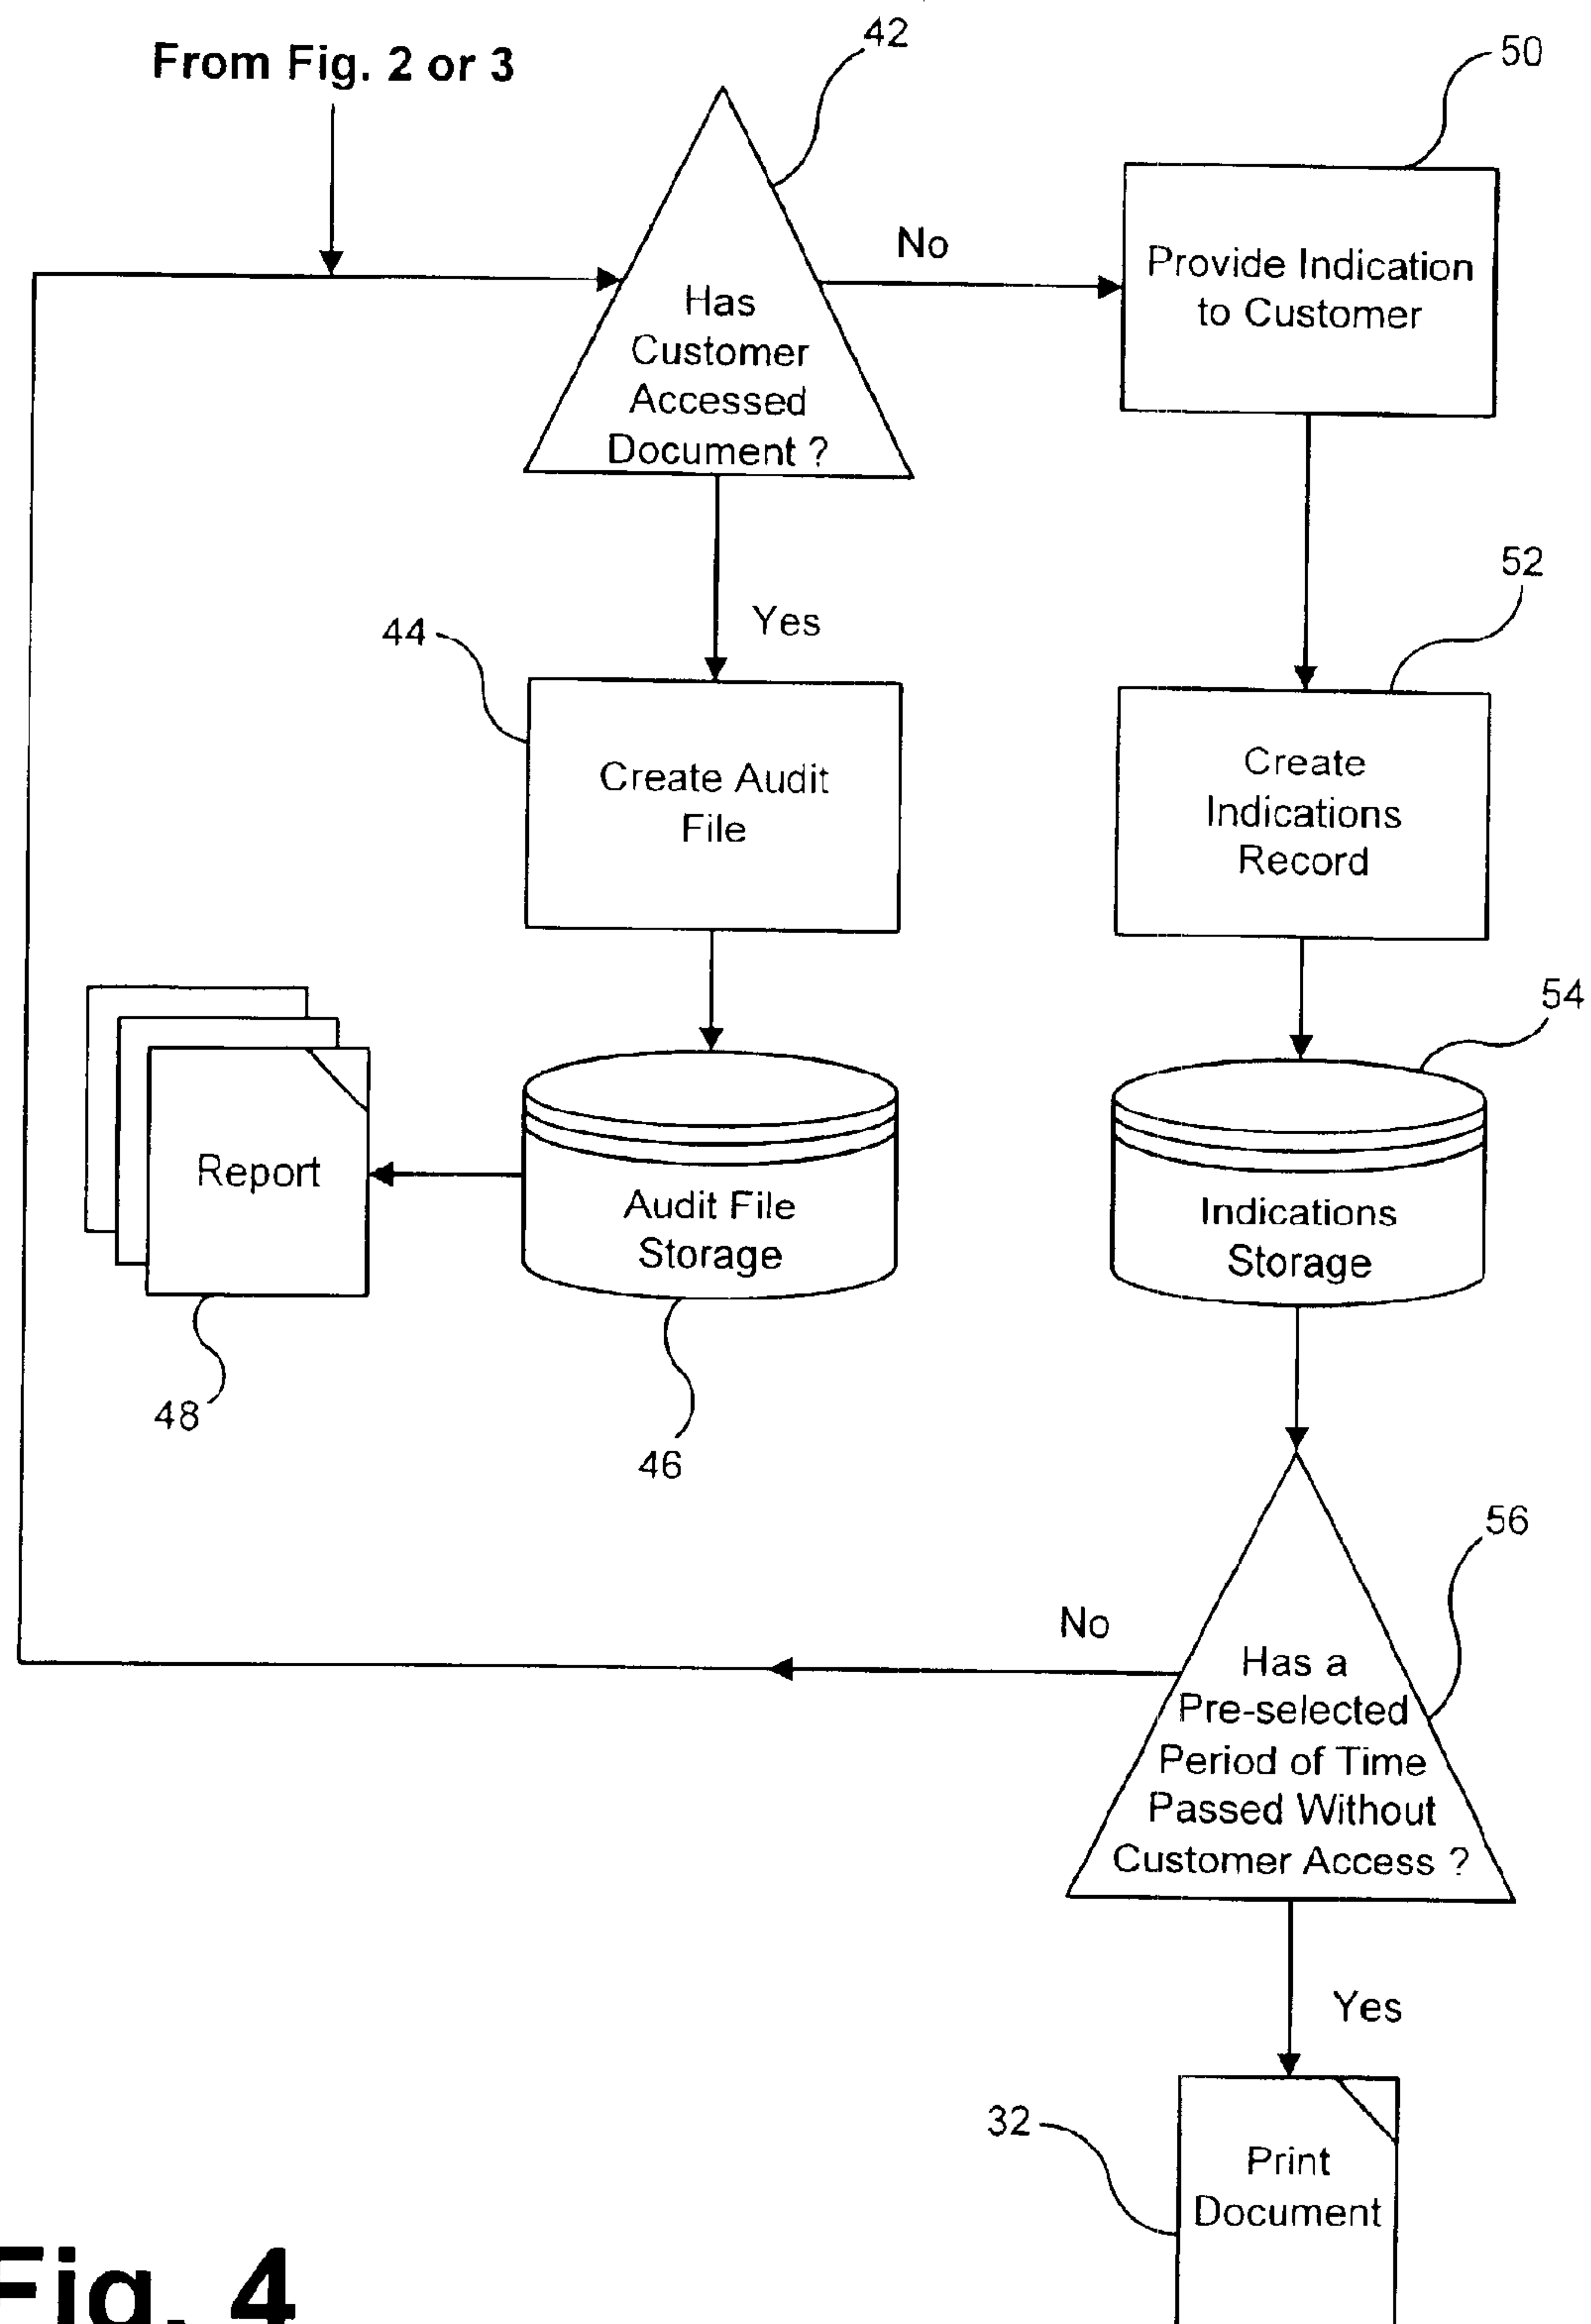 From Fig. 2 or 3
42
50
No
Provide Indication
to Customer
Has
Customer
Accessed
Document ?
52
Yes
44
Create Audit
File
Create
Indications
Record
54
Report
Audit File
Storage
Indications
Storage
48
46
56
No
Has a
Pre-selected
Period of Time
Passed Without
Customer Access ?
Yes
32
Print
Document
Fig. 4